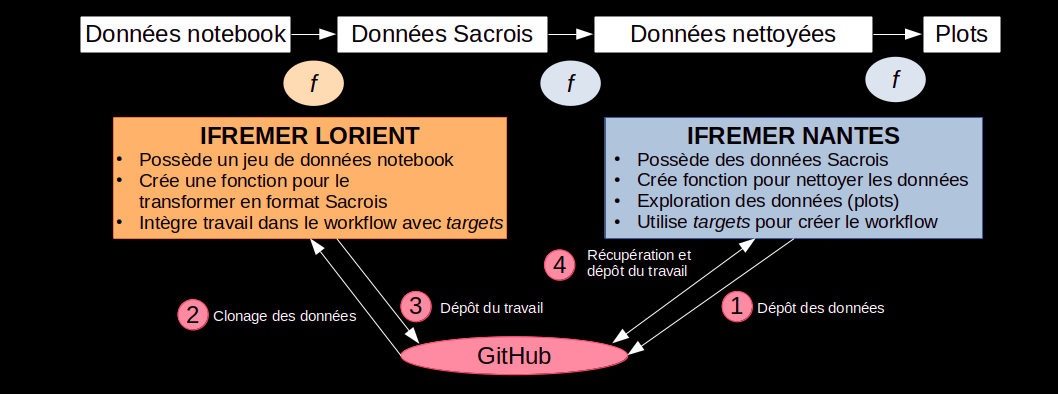 Données notebook
Données Sacrois
Données nettoyées
Plots
f
f
f
IFREMER LORIENT
• Possède un jeu de données notebook
• Crée une fonction pour le
transformer en format Sacrois
• Intègre travail dans le workflow avec targets
IFREMER NANTES
• Possède des données Sacrois
• Crée fonction pour nettoyer les données
• Exploration des données (plots)
• Utilise targets pour créer le workflow
4
Récupération et
dépôt du travail
2
Clonage des données
3
Dépôt du travail
1
Dépôt des données
GitHub